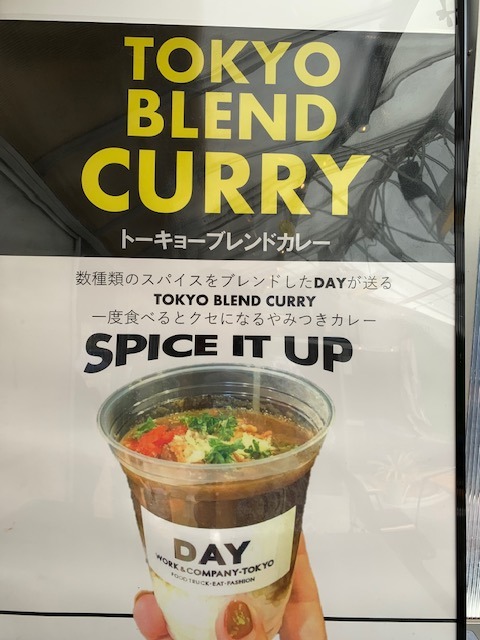 TOKYO
BLEND
CURRY
トーキョーブレンドカレー
数種類のスパイスをブレンドしたDAYが送る
TOKYO BLEND CURRY
一度食べるとクセになるやみつきカレー
SPICE IT UP
DAY
WORK & COMPANY-TOKYO
FOOD TRUCK・EAT・FASHION